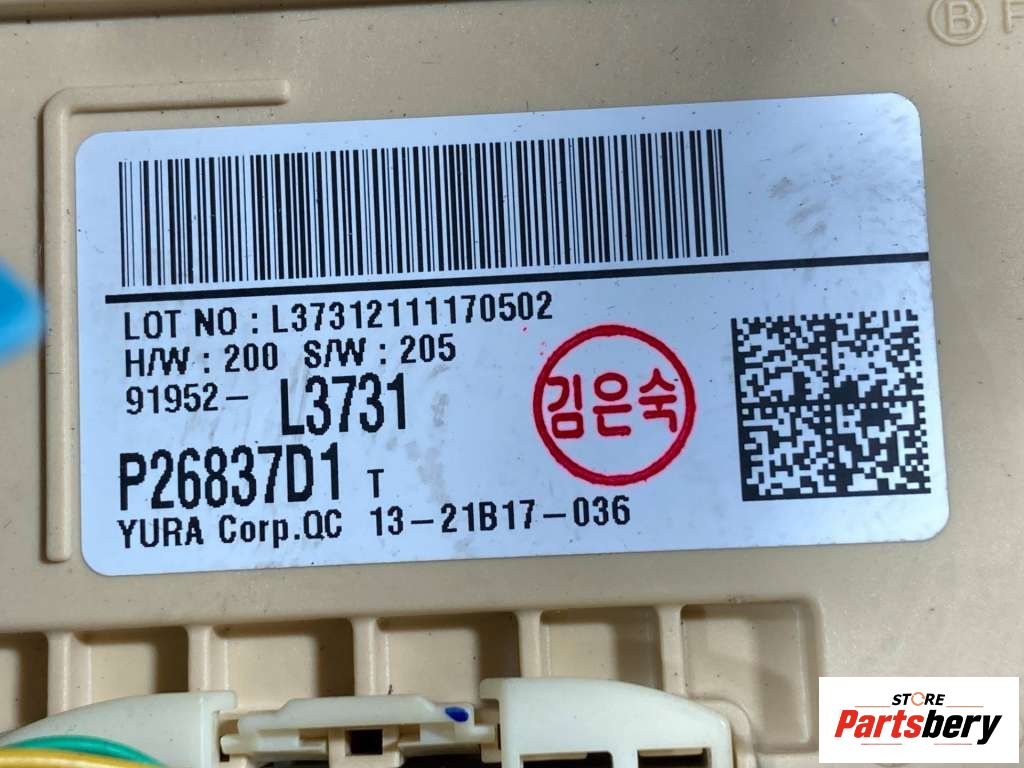 B
LOT NO : L37312111170502
H/W : 200 S/W : 205
91952- L3731
김은숙
P26837D1 T
YURA Corp.QC 13-21B17-036
STORE
Partsbery